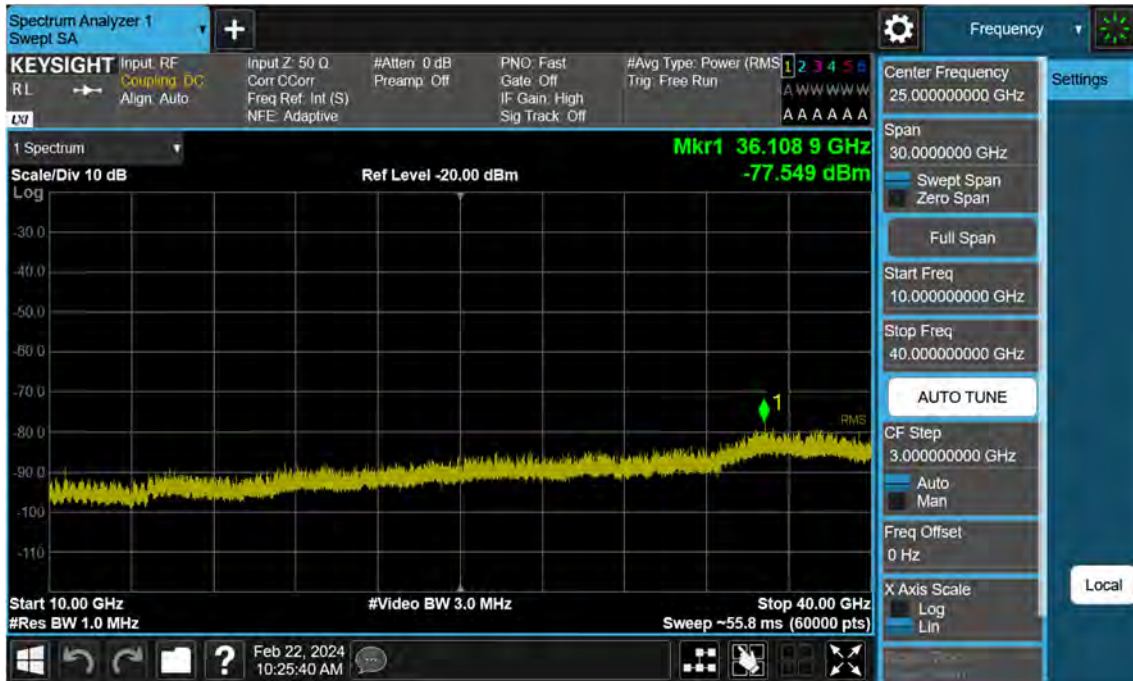 Spectrum Analyzer 1
Swept SA
Frequency
KEYSIGHT
RL
LXI
Input: RF
Coupling: DC
Align: Auto
Input Z: 50 Ω
Corr CCorr
Freq Ref: Int (S)
NFE: Adaptive
#Atten: 0 dB
Preamp: Off
PNO: Fast
Gate: Off
IF Gain: High
Sig Track: Off
#Avg Type: Power (RMS
Trig: Free Run
1 2 3 4 5 6
A W W W W W
A A A A A A
1 Spectrum
Scale/Div 10 dB
Ref Level -20.00 dBm
Mkr1 36.108 9 GHz
-77.549 dBm
Log
-30.0
-40.0
-50.0
-60.0
-70.0
-80.0
-90.0
-100
-110
1
RMS
Start 10.00 GHz
#Video BW 3.0 MHz
Stop 40.00 GHz
#Res BW 1.0 MHz
Sweep ~55.8 ms (60000 pts)
Feb 22, 2024
10:25:40 AM
Center Frequency
25.000000000 GHz
Span
30.0000000 GHz
Swept Span
Zero Span
Full Span
Start Freq
10.000000000 GHz
Stop Freq
40.000000000 GHz
AUTO TUNE
CF Step
3.000000000 GHz
Auto
Man
Freq Offset
0 Hz
X Axis Scale
Log
Lin
Settings
Local